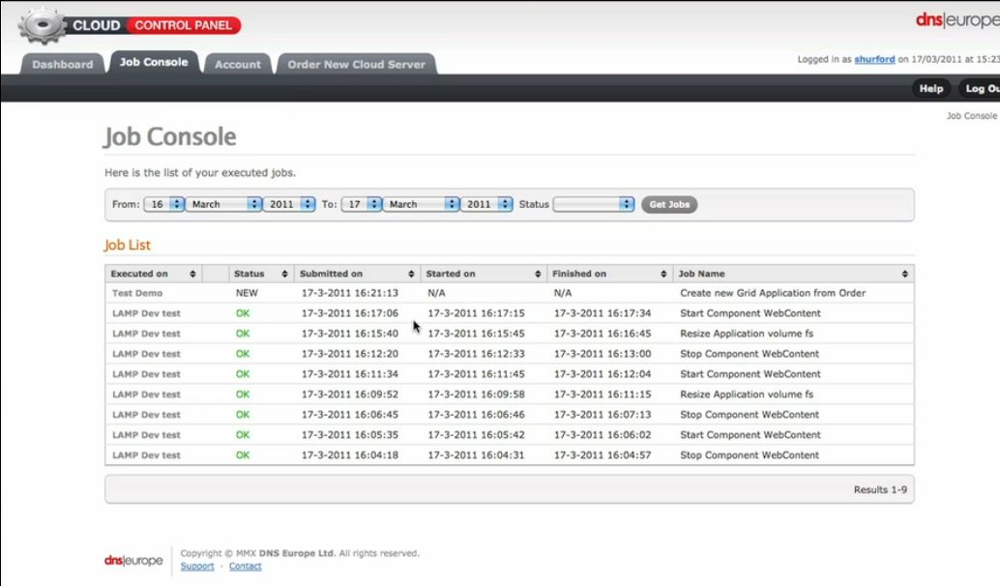 CLOUD CONTROL PANEL
dns|europe
Dashboard Job Console Account Order New Cloud Server
Logged in as shurford on 17/03/2011 at 15:23
Help Log Ou
Job Console
Job Console
Here is the list of your executed jobs.
From: 16 March 2011 To: 17 March 2011 Status Get Jobs
Job List
Executed on Status Submitted on Started on Finished on Job Name
Test Demo NEW 17-3-2011 16:21:13 N/A N/A Create new Grid Application from Order
LAMP Dev test OK 17-3-2011 16:17:06 17-3-2011 16:17:15 17-3-2011 16:17:34 Start Component WebContent
LAMP Dev test OK 17-3-2011 16:15:40 17-3-2011 16:15:45 17-3-2011 16:16:45 Resize Application volume fs
LAMP Dev test OK 17-3-2011 16:12:20 17-3-2011 16:12:33 17-3-2011 16:13:00 Stop Component WebContent
LAMP Dev test OK 17-3-2011 16:11:34 17-3-2011 16:11:45 17-3-2011 16:12:04 Start Component WebContent
LAMP Dev test OK 17-3-2011 16:09:52 17-3-2011 16:09:58 17-3-2011 16:11:15 Resize Application volume fs
LAMP Dev test OK 17-3-2011 16:06:45 17-3-2011 16:06:46 17-3-2011 16:07:13 Stop Component WebContent
LAMP Dev test OK 17-3-2011 16:05:35 17-3-2011 16:05:42 17-3-2011 16:06:02 Start Component WebContent
LAMP Dev test OK 17-3-2011 16:04:18 17-3-2011 16:04:31 17-3-2011 16:04:57 Stop Component WebContent
Results 1-9
dns|europe
Copyright © MMX DNS Europe Ltd. All rights reserved.
Support · Contact